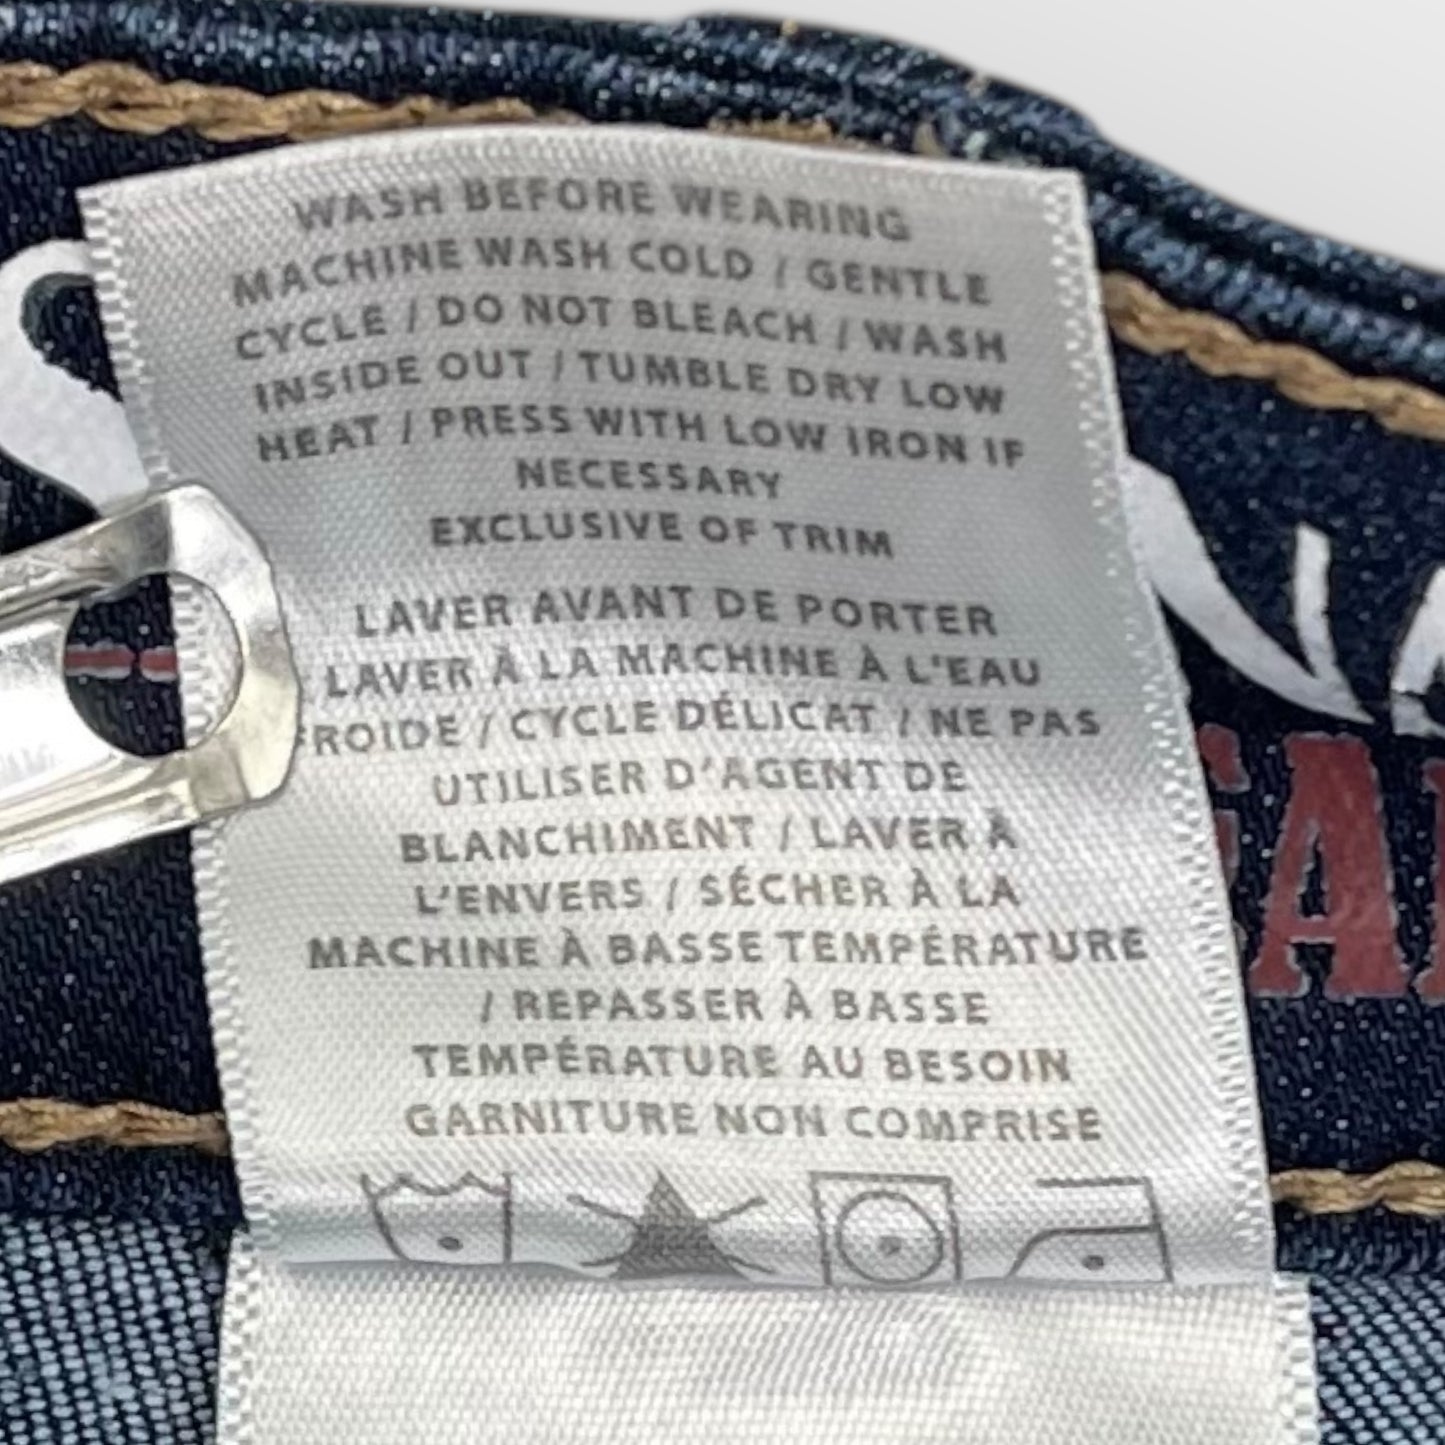 WASH BEFORE WEARING
MACHINE WASH COLD / GENTLE
CYCLE / DO NOT BLEACH / WASH
INSIDE OUT / TUMBLE DRY LOW
HEAT / PRESS WITH LOW IRON IF
NECESSARY
EXCLUSIVE OF TRIM
LAVER AVANT DE PORTER
LAVER À LA MACHINE À L'EAU
FROIDE / CYCLE DÉLICAT / NE PAS
UTILISER D'AGENT DE
BLANCHIMENT / LAVER À
L'ENVERS / SÉCHER À LA
MACHINE À BASSE TEMPÉRATURE
/ REPASSER À BASSE
TEMPÉRATURE AU BESOIN
GARNITURE NON COMPRISE